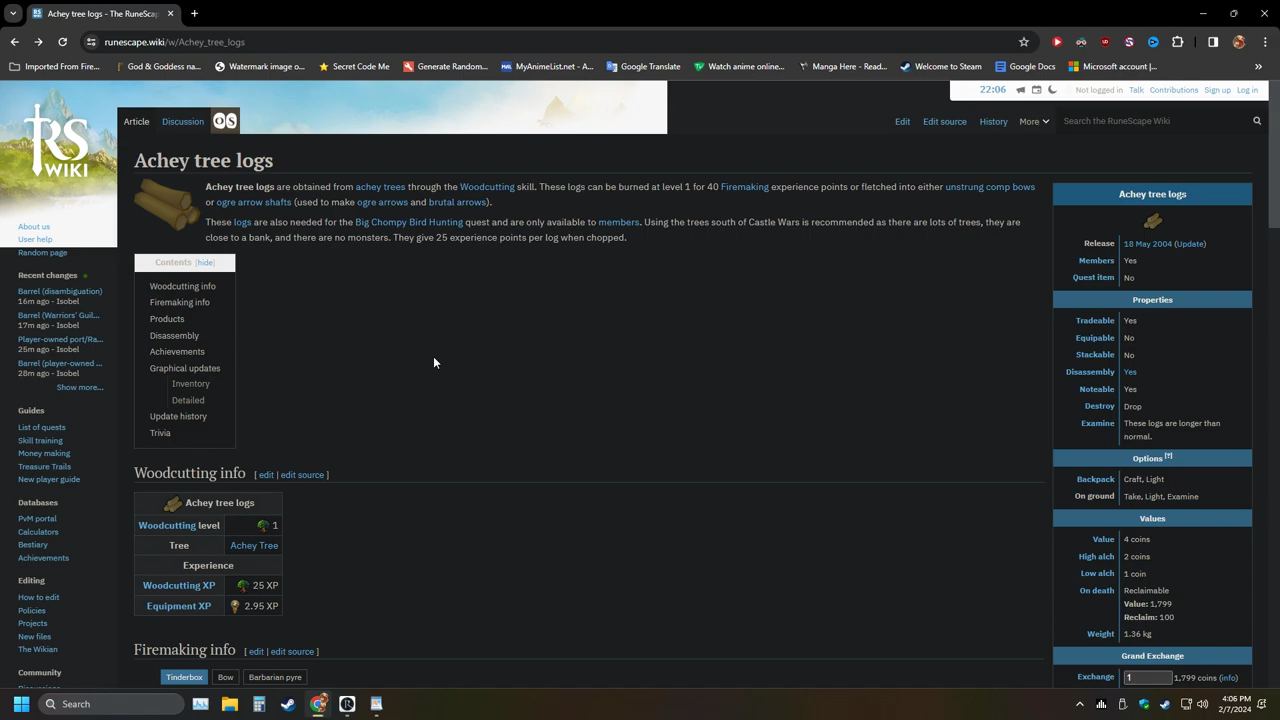 Achey tree logs - The RuneSca
runescape.wiki/w/Achey_tree_logs
Imported From Fire...
God & Goddess na...
Watermark image o...
Secret Code Me
Generate Random...
MyAnimeList.net - A...
Google Translate
Watch anime online...
Manga Here - Read...
Welcome to Steam
Google Docs
Microsoft account |...
22:06
Not logged in
Talk
Contributions
Sign up
Log in
RS
WIKI
Article
Discussion
OS
Edit
Edit source
History
More
Search the RuneScape Wiki
Achey tree logs
Achey tree logs are obtained from achey trees through the Woodcutting skill. These logs can be burned at level 1 for 40 Firemaking experience points or fletched into either unstrung comp bows
or ogre arrow shafts (used to make ogre arrows and brutal arrows).
These logs are also needed for the Big Chompy Bird Hunting quest and are only available to members. Using the trees south of Castle Wars is recommended as there are lots of trees, they are
close to a bank, and there are no monsters. They give 25 experience points per log when chopped.
Contents [hide]
Woodcutting info
Firemaking info
Products
Disassembly
Achievements
Graphical updates
Inventory
Detailed
Update history
Trivia
Woodcutting info [ edit | edit source ]
Achey tree logs
Woodcutting level 1
Tree Achey Tree
Experience
Woodcutting XP 25 XP
Equipment XP 2.95 XP
Firemaking info [ edit | edit source ]
Tinderbox Bow Barbarian pyre
About us
User help
Random page
Recent changes
Barrel (disambiguation)
16m ago - Isobel
Barrel (Warriors' Guil...
17m ago - Isobel
Player-owned port/Ra...
25m ago - Isobel
Barrel (player-owned ...
28m ago - Isobel
Show more...
Guides
List of quests
Skill training
Money making
Treasure Trails
New player guide
Databases
PvM portal
Calculators
Bestiary
Achievements
Editing
How to edit
Policies
Projects
New files
The Wikian
Community
Achey tree logs
Release 18 May 2004 (Update)
Members Yes
Quest item No
Properties
Tradeable Yes
Equipable No
Stackable No
Disassembly Yes
Noteable Yes
Destroy Drop
Examine These logs are longer than
normal.
Options [?]
Backpack Craft, Light
On ground Take, Light, Examine
Values
Value 4 coins
High alch 2 coins
Low alch 1 coin
On death Reclaimable
Value: 1,799
Reclaim: 100
Weight 1.36 kg
Grand Exchange
Exchange 1 1,799 coins (info)
Search
4:06 PM
2/7/2024